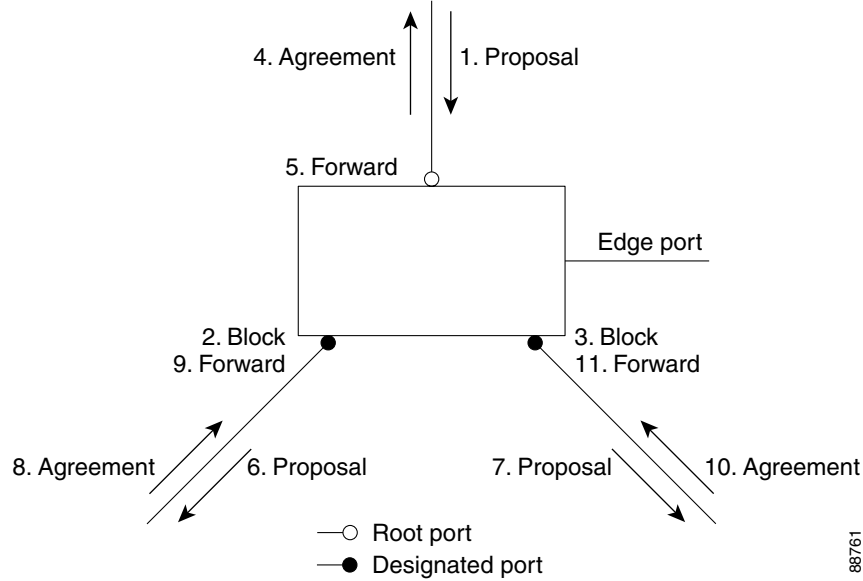 4. Agreement
1. Proposal
5. Forward
Edge port
2. Block
9. Forward
3. Block
11. Forward
8. Agreement
6. Proposal
7. Proposal
10. Agreement
Root port
Designated port
88761